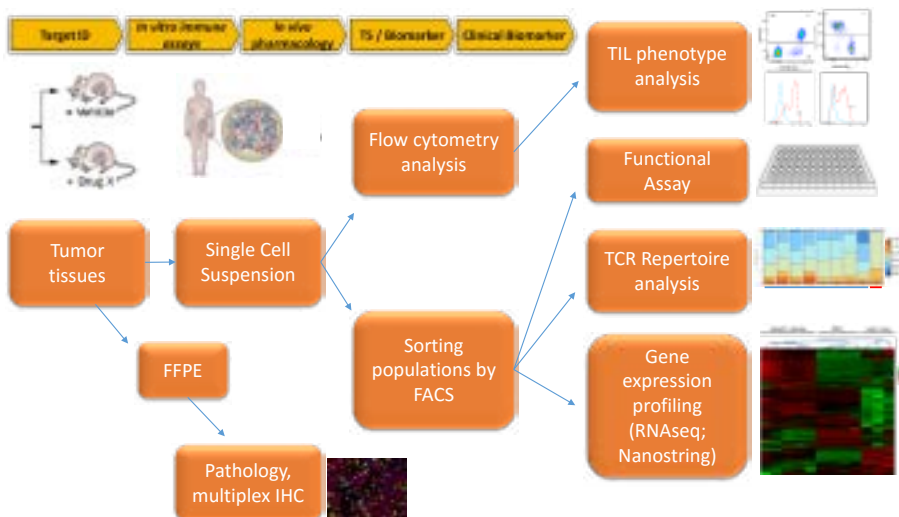 Target ID
In vitro immune
assays
In vivo
pharmacology
TS / Biomarker
Clinical Biomarker
+ Vehicle
+ Drug X
Flow cytometry
analysis
TIL phenotype
analysis
Functional
Assay
Tumor
tissues
Single Cell
Suspension
TCR Repertoire
analysis
Sorting
populations by
FACS
FFPE
Gene
expression
profiling
(RNAseq;
Nanostring)
Pathology,
multiplex IHC